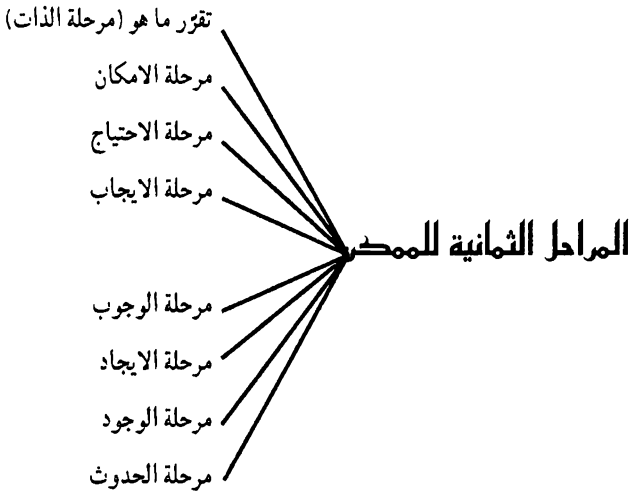 المراحل الثمانية للممكن
تقرّر ما هو (مرحلة الذات)
مرحلة الامكان
مرحلة الاحتياج
مرحلة الايجاب
مرحلة الوجوب
مرحلة الايجاد
مرحلة الوجود
مرحلة الحدوث